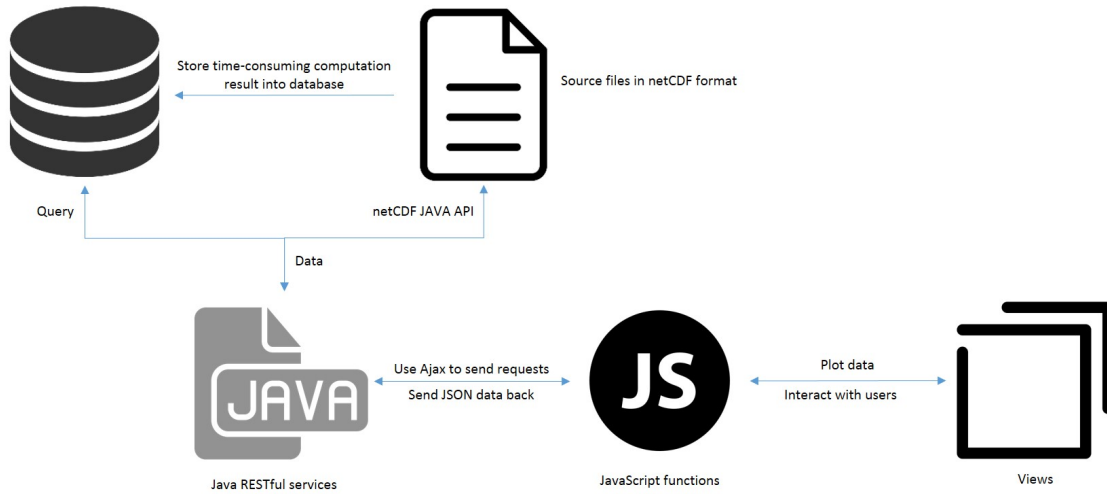 Store time-consuming computation
result into database
Source files in netCDF format
Query
netCDF JAVA API
Data
JAVA
Use Ajax to send requests
Send JSON data back
JS
Plot data
Interact with users
Java RESTful services
JavaScript functions
Views